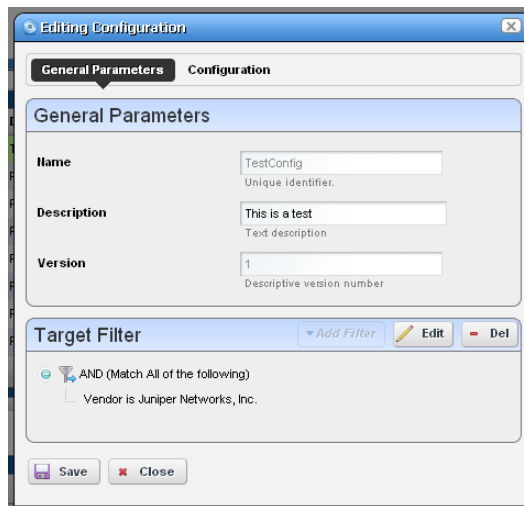 Editing Configuration
General Parameters Configuration
General Parameters
Name TestConfig
Unique identifier.
Description This is a test
Text description
Version 1
Descriptive version number
Target Filter Add Filter Edit Del
AND (Match All of the following)
Vendor is Juniper Networks, Inc.
Save Close